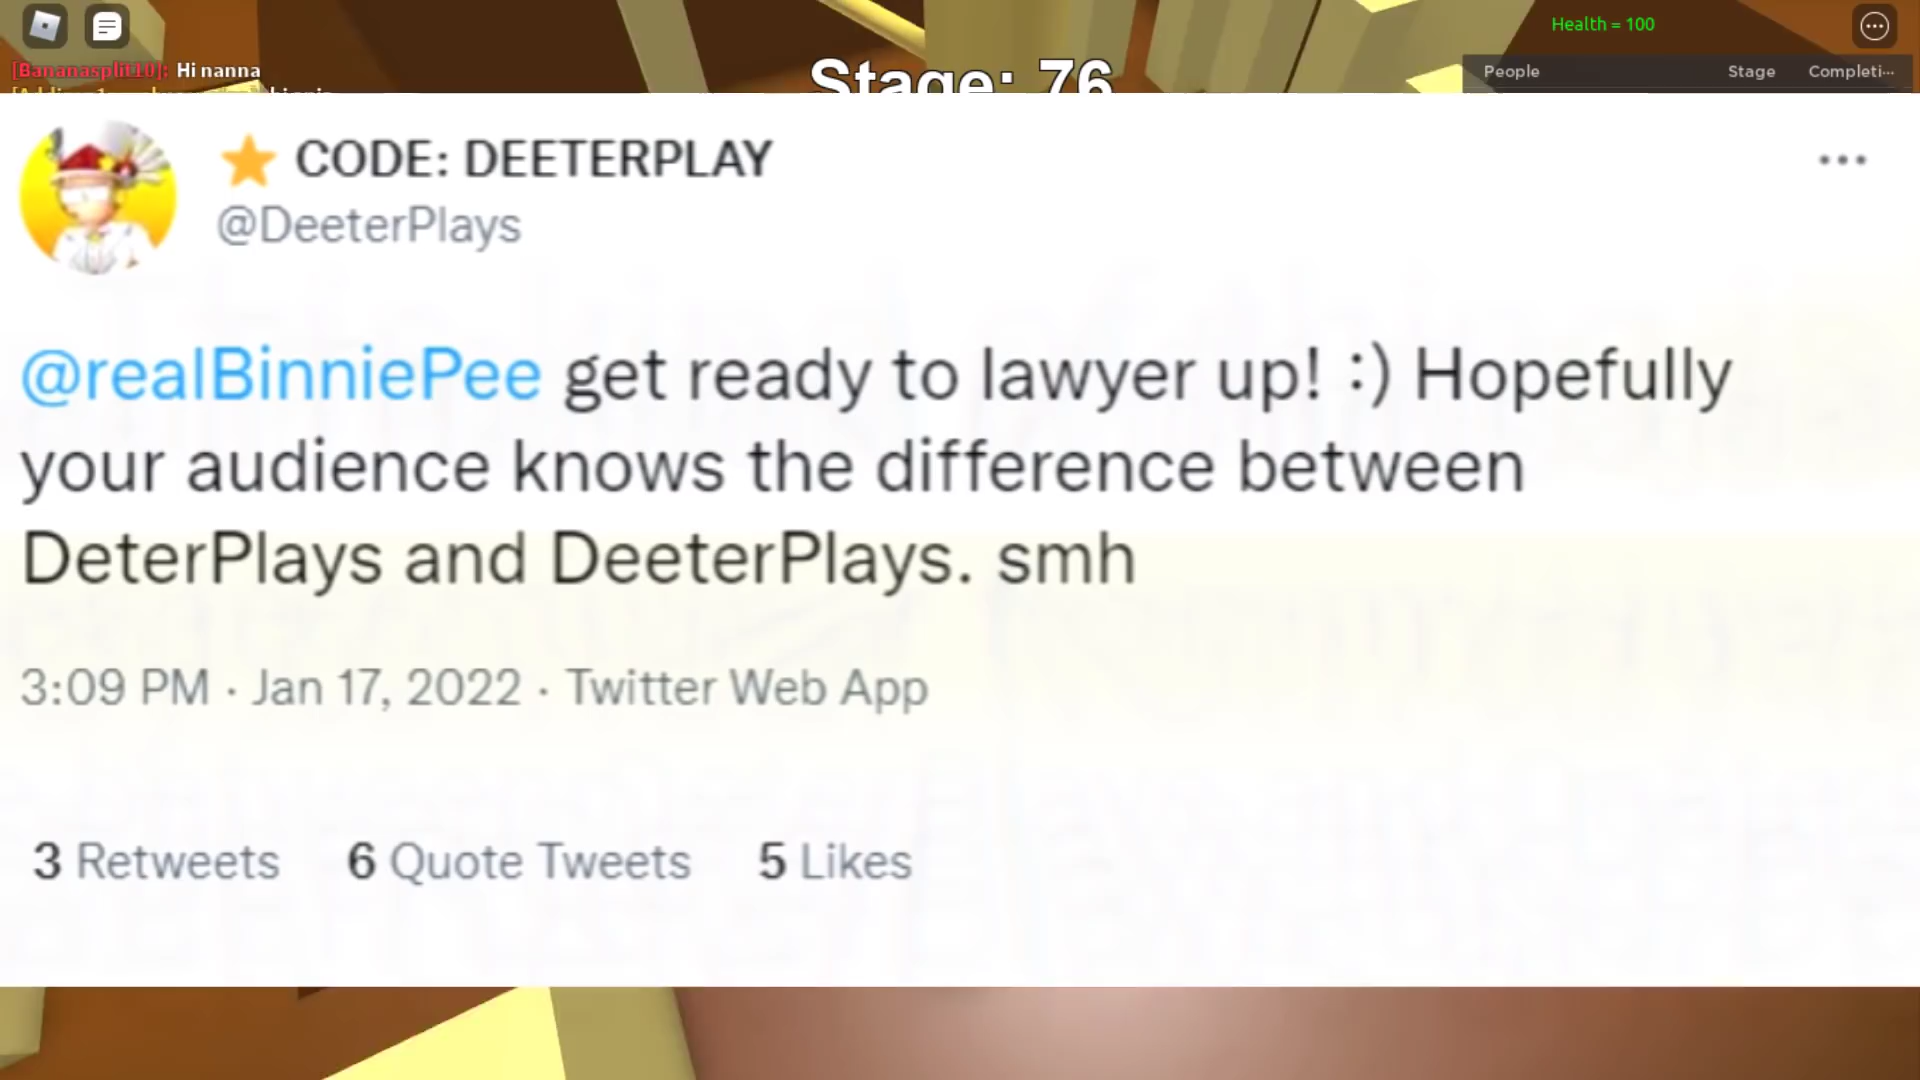 Health = 100
[Bananasplit10]: Hi nanna
Stage: 76
People Stage Completi...
CODE: DEETERPLAY
@DeeterPlays
@realBinniePee get ready to lawyer up! :) Hopefully
your audience knows the difference between
DeterPlays and DeeterPlays. smh
3:09 PM · Jan 17, 2022 · Twitter Web App
3 Retweets 6 Quote Tweets 5 Likes